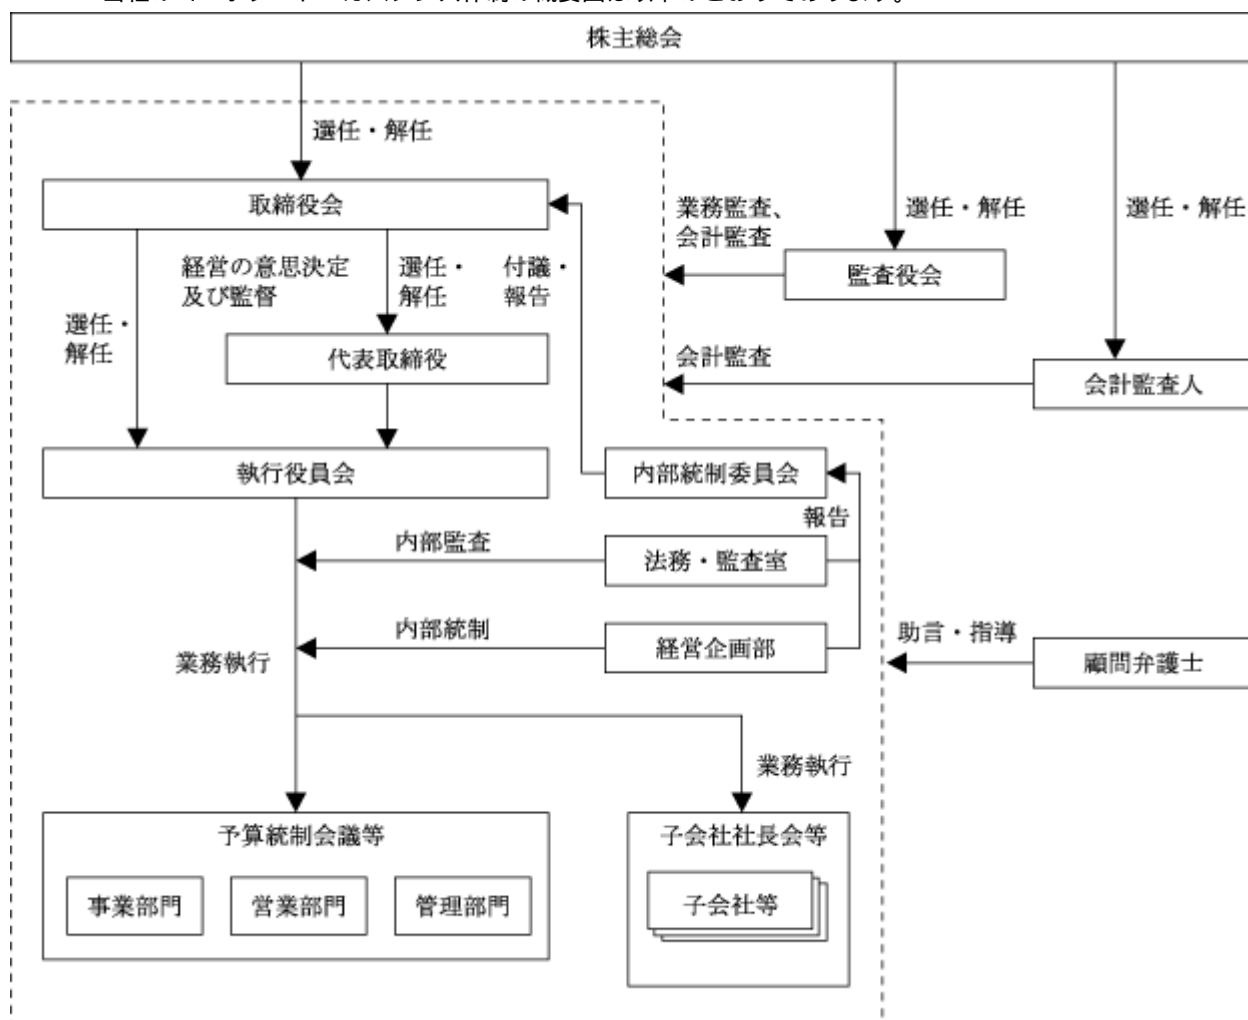 株主総会
選任・解任
取締役会
業務監査、
会計監査
選任・解任
選任・解任
経営の意思決定
及び監督
選任・
解任
付議・
報告
監査役会
選任・
解任
代表取締役
会計監査
会計監査人
執行役員会
内部統制委員会
報告
内部監査
法務・監査室
内部統制
経営企画部
助言・指導
顧問弁護士
業務執行
業務執行
予算統制会議等
子会社社長会等
事業部門
営業部門
管理部門
子会社等